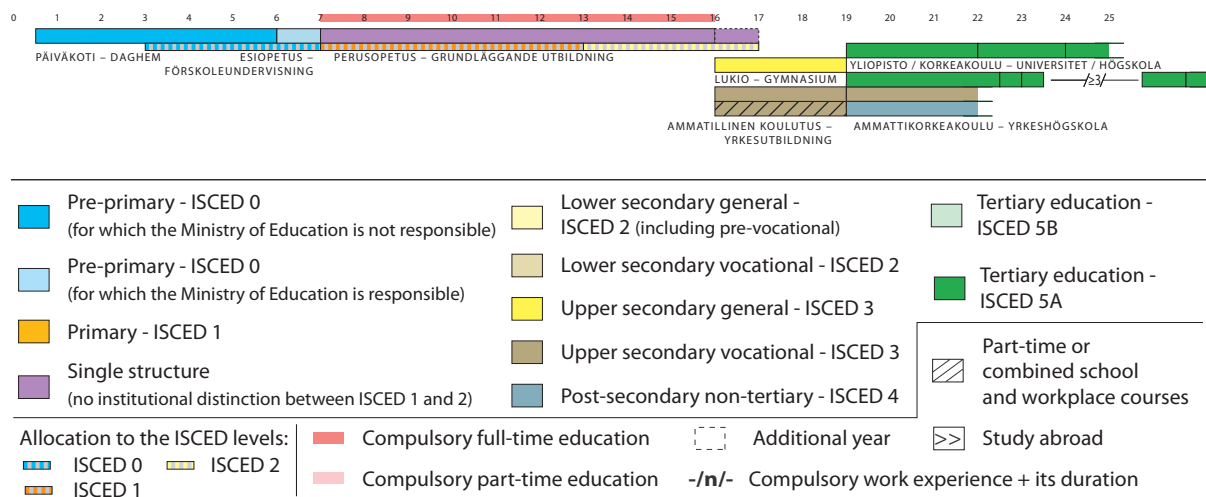 0 1 2 3 4 5 6 7 8 9 10 11 12 13 14 15 16 17 18 19 20 21 22 23 24 25
PÄIVÄKOTI – DAGHEM
ESIOPETUS –
FÖRSKOLEUNDERVISNING
PERUSOPETUS – GRUNDLÄGGANDE UTBILDNING
YLIOPISTO / KORKEAKOULU – UNIVERSITET / HÖGSKOLA
LUKIO – GYMNASIUM
-/≥3/-
AMMATILLINEN KOULUTUS –
YRKESUTBILDNING
AMMATTIKORKEAKOULU – YRKESHÖGSKOLA
Pre-primary - ISCED 0
(for which the Ministry of Education is not responsible)
Pre-primary - ISCED 0
(for which the Ministry of Education is responsible)
Primary - ISCED 1
Single structure
(no institutional distinction between ISCED 1 and 2)
Lower secondary general -
ISCED 2 (including pre-vocational)
Lower secondary vocational - ISCED 2
Upper secondary general - ISCED 3
Upper secondary vocational - ISCED 3
Post-secondary non-tertiary - ISCED 4
Tertiary education -
ISCED 5B
Tertiary education -
ISCED 5A
Part-time or
combined school
and workplace courses
Allocation to the ISCED levels:
ISCED 0 ISCED 2
ISCED 1
Compulsory full-time education
Compulsory part-time education
Additional year
-/n/- Compulsory work experience + its duration
>> Study abroad